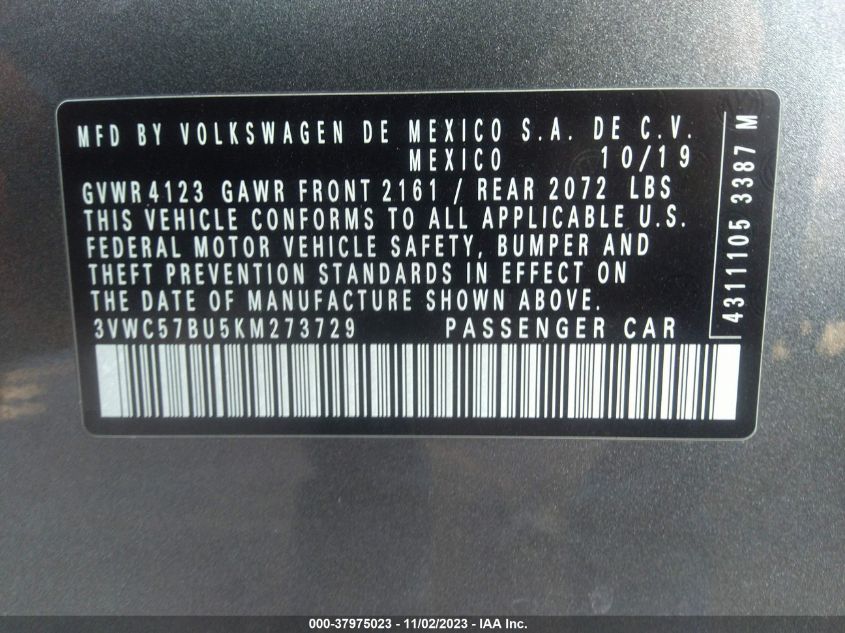 MFD BY VOLKSWAGEN DE MEXICO S.A. DE C.V.
MEXICO 10/19
GVWR 4123 GAWR FRONT 2161 / REAR 2072 LBS
THIS VEHICLE CONFORMS TO ALL APPLICABLE U.S.
FEDERAL MOTOR VEHICLE SAFETY, BUMPER AND
THEFT PREVENTION STANDARDS IN EFFECT ON
THE DATE OF MANUFACTURE SHOWN ABOVE.
3VWC57BU5KM273729 PASSENGER CAR
4311105 3387 M
000-37975023 - 11/02/2023 - IAA Inc.